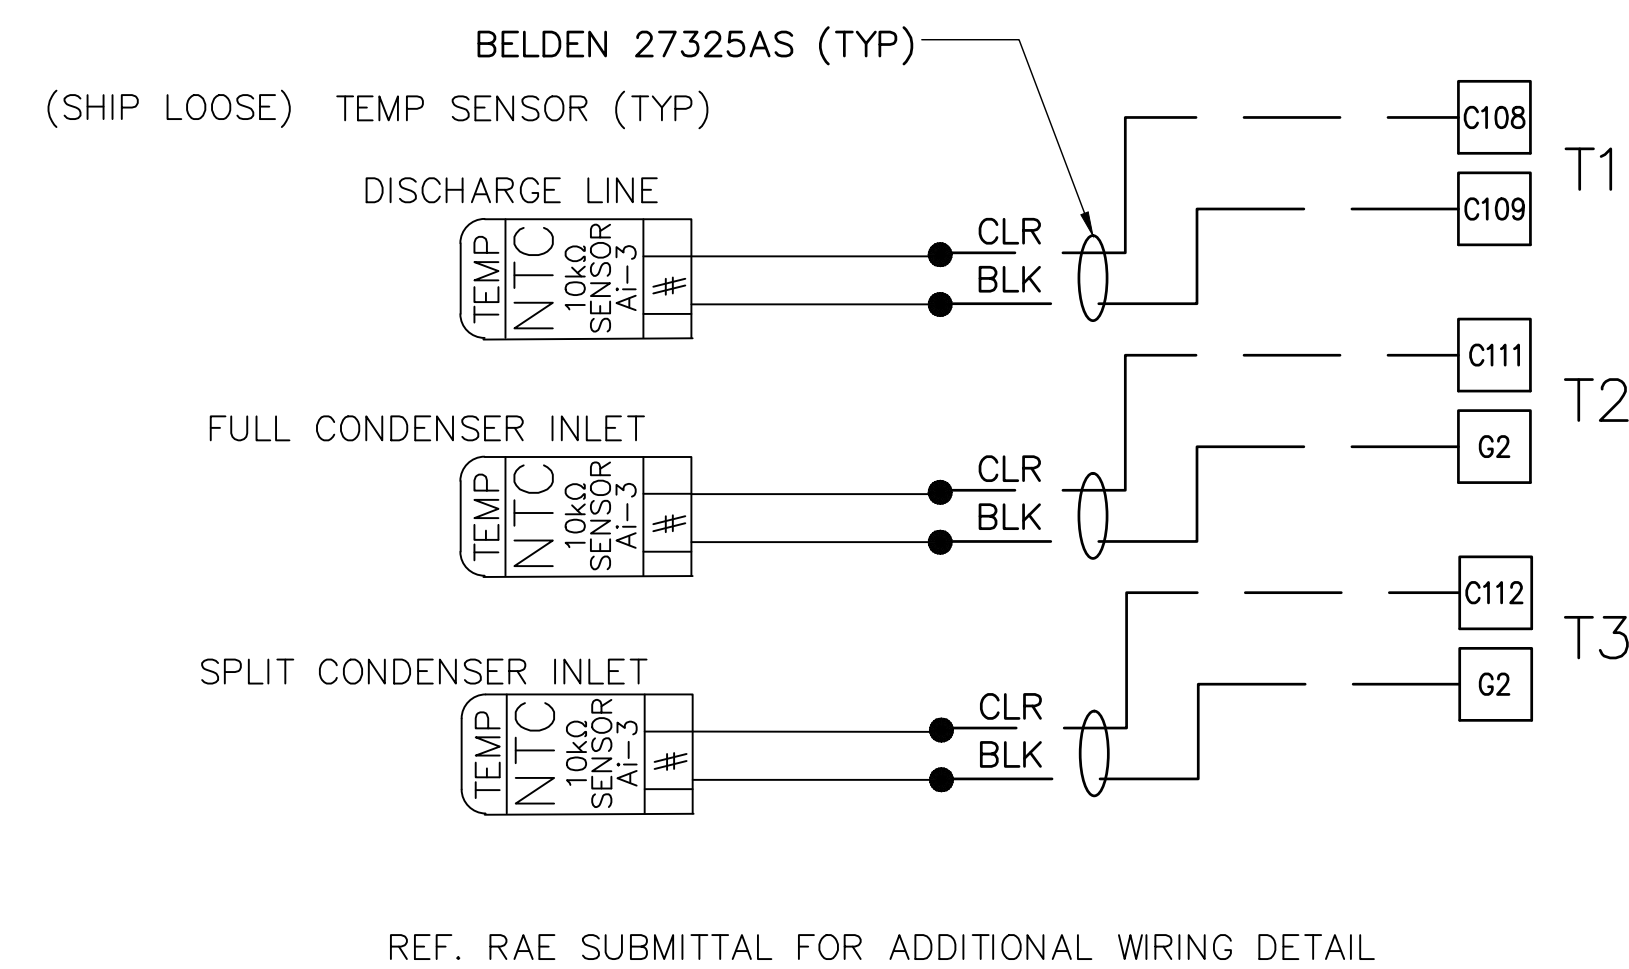 BELDEN 27325AS (TYP)
(SHIP LOOSE) TEMP SENSOR (TYP)
DISCHARGE LINE
TEMP
NTC
10kΩ
SENSOR
Ai-3
#
CLR
BLK
C108
C109
T1
FULL CONDENSER INLET
TEMP
NTC
10kΩ
SENSOR
Ai-3
#
CLR
BLK
C111
G2
T2
SPLIT CONDENSER INLET
TEMP
NTC
10kΩ
SENSOR
Ai-3
#
CLR
BLK
C112
G2
T3
REF. RAE SUBMITTAL FOR ADDITIONAL WIRING DETAIL